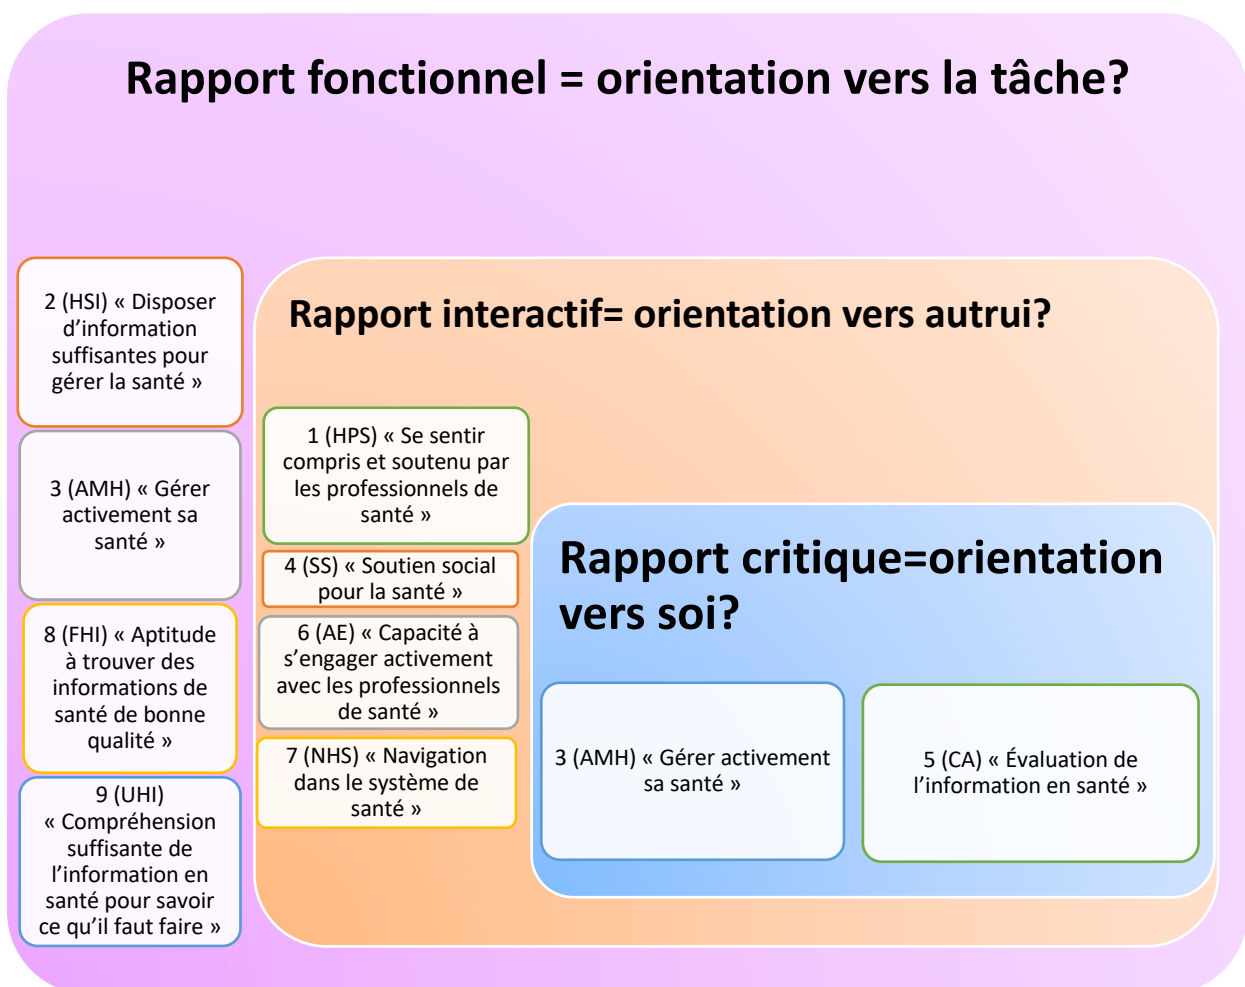 Rapport fonctionnel = orientation vers la tâche?
2 (HSI) « Disposer
d’information
suffisantes pour
gérer la santé »
3 (AMH) « Gérer
activement sa
santé »
8 (FHI) « Aptitude
à trouver des
informations de
santé de bonne
qualité »
9 (UHI)
« Compréhension
suffisante de
l’information en
santé pour savoir
ce qu’il faut faire »
Rapport interactif= orientation vers autrui?
1 (HPS) « Se sentir
compris et soutenu par
les professionnels de
santé »
4 (SS) « Soutien social
pour la santé »
6 (AE) « Capacité à
s’engager activement
avec les professionnels
de santé »
7 (NHS) « Navigation
dans le système de
santé »
Rapport critique=orientation
vers soi?
3 (AMH) « Gérer activement
sa santé »
5 (CA) « Évaluation de
l’information en santé »